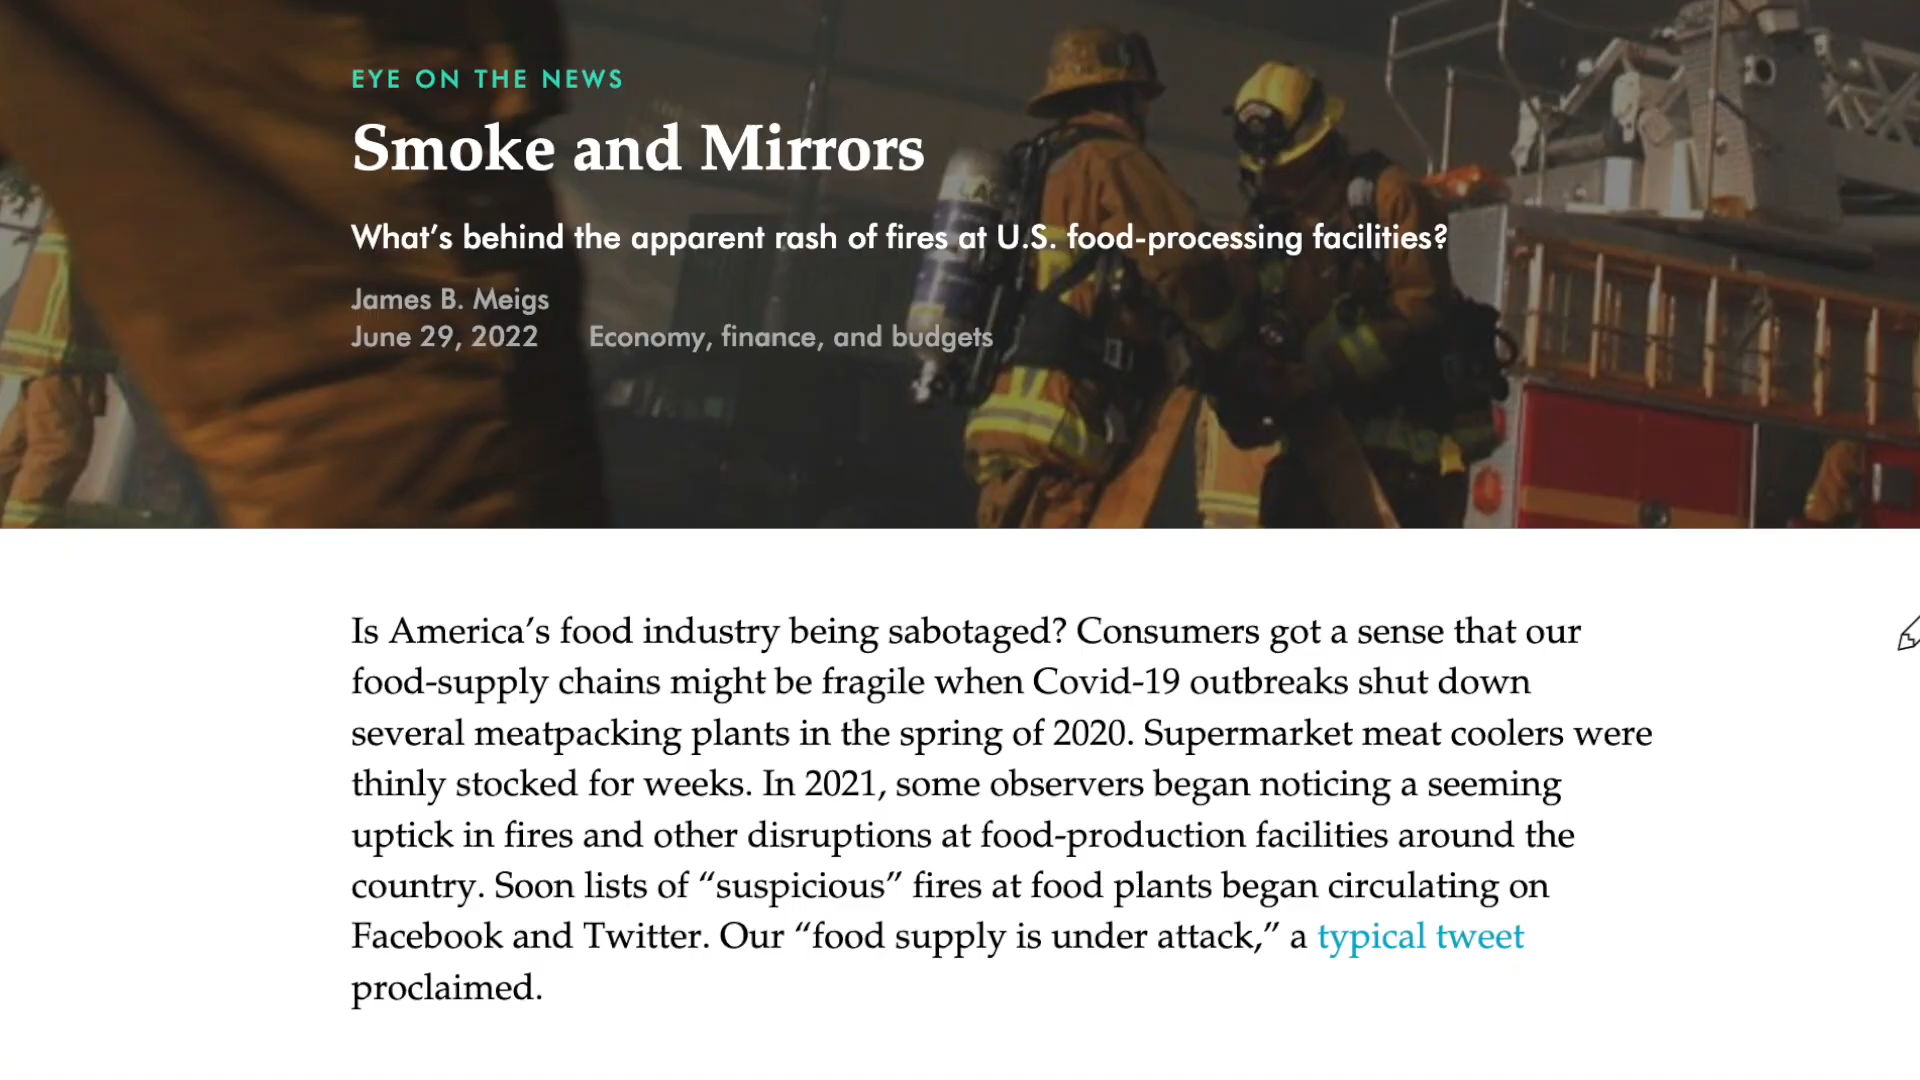 EYE ON THE NEWS
Smoke and Mirrors
What’s behind the apparent rash of fires at U.S. food-processing facilities?
James B. Meigs
June 29, 2022 Economy, finance, and budgets
Is America’s food industry being sabotaged? Consumers got a sense that our
food-supply chains might be fragile when Covid-19 outbreaks shut down
several meatpacking plants in the spring of 2020. Supermarket meat coolers were
thinly stocked for weeks. In 2021, some observers began noticing a seeming
uptick in fires and other disruptions at food-production facilities around the
country. Soon lists of “suspicious” fires at food plants began circulating on
Facebook and Twitter. Our “food supply is under attack,” a typical tweet
proclaimed.